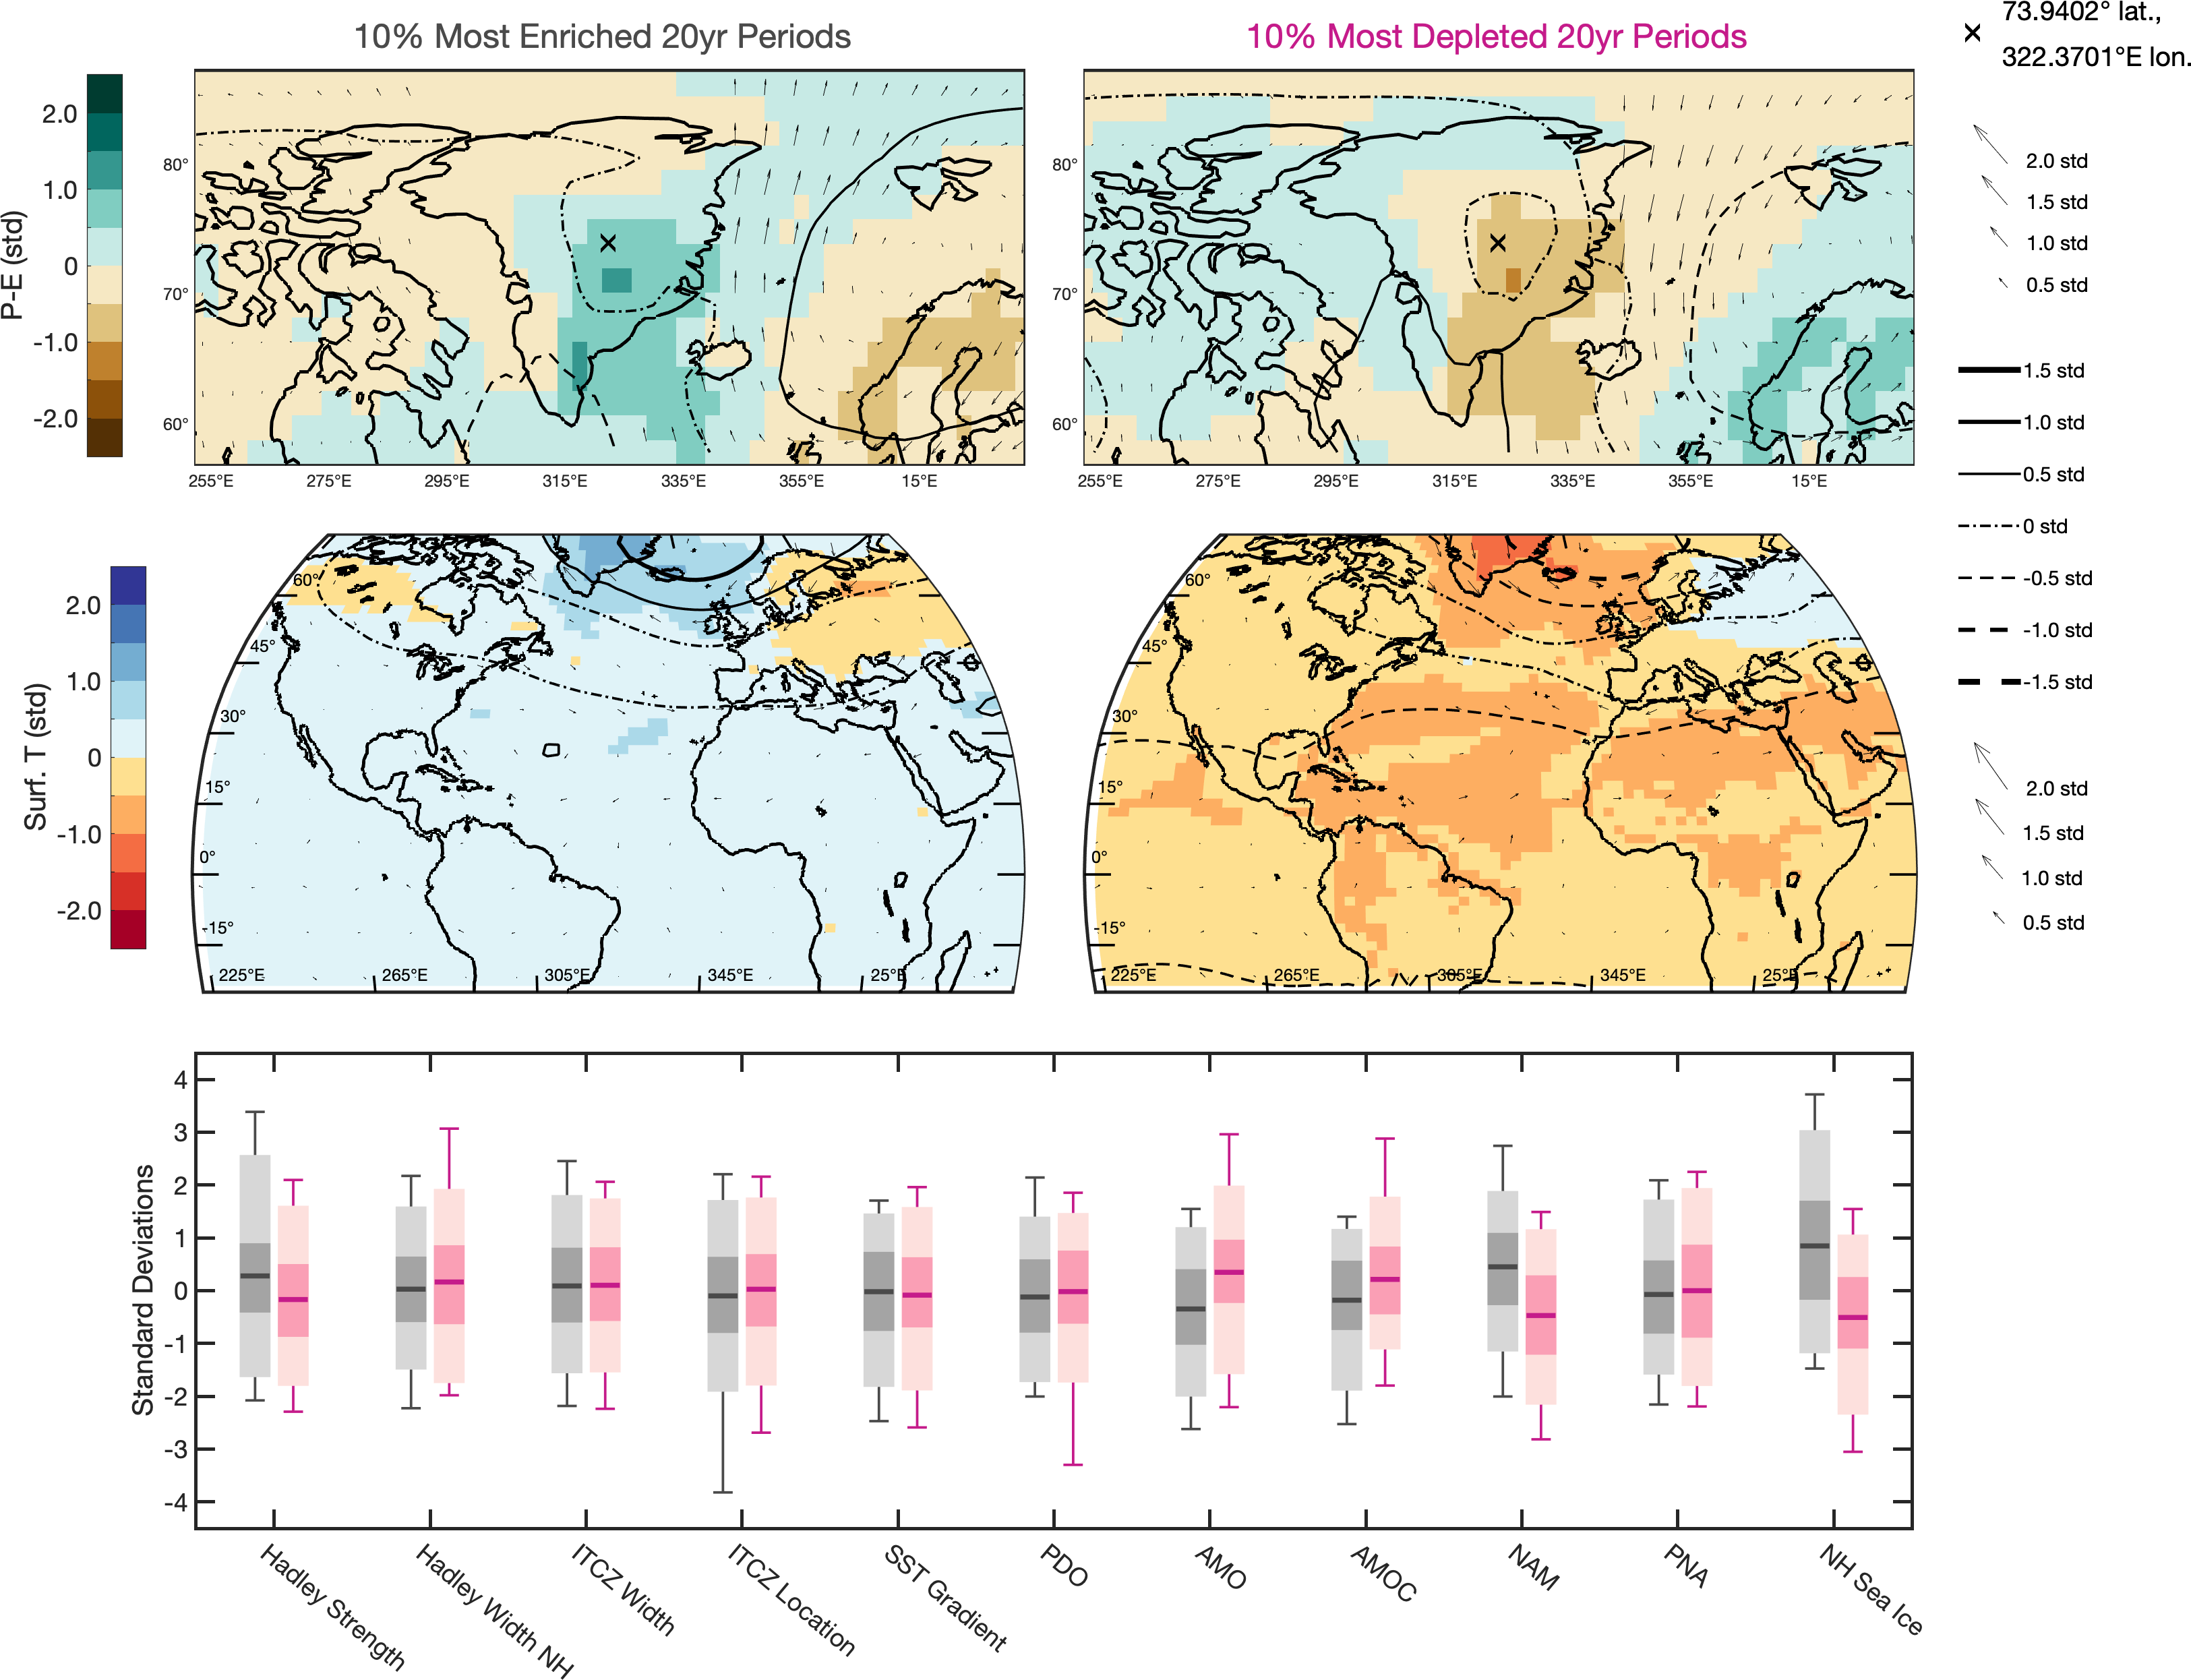 10% Most Enriched 20yr Periods
10% Most Depleted 20yr Periods
73.9402° lat.,
322.3701°E lon.
P-E (std)
2.0
1.0
0
-1.0
-2.0
80°
70°
60°
255°E 275°E 295°E 315°E 335°E 355°E 15°E
80°
70°
60°
255°E 275°E 295°E 315°E 335°E 355°E 15°E
2.0 std
1.5 std
1.0 std
0.5 std
1.5 std
1.0 std
0.5 std
0 std
-0.5 std
-1.0 std
-1.5 std
Surf. T (std)
2.0
1.0
0
-1.0
-2.0
60°
45°
30°
15°
0°
-15°
225°E 265°E 305°E 345°E 25°E
60°
45°
30°
15°
0°
-15°
225°E 265°E 305°E 345°E 25°E
2.0 std
1.5 std
1.0 std
0.5 std
Standard Deviations
4
3
2
1
0
-1
-2
-3
-4
Hadley Strength
Hadley Width NH
ITCZ Width
ITCZ Location
SST Gradient
PDO
AMO
AMOC
NAM
PNA
NH Sea Ice